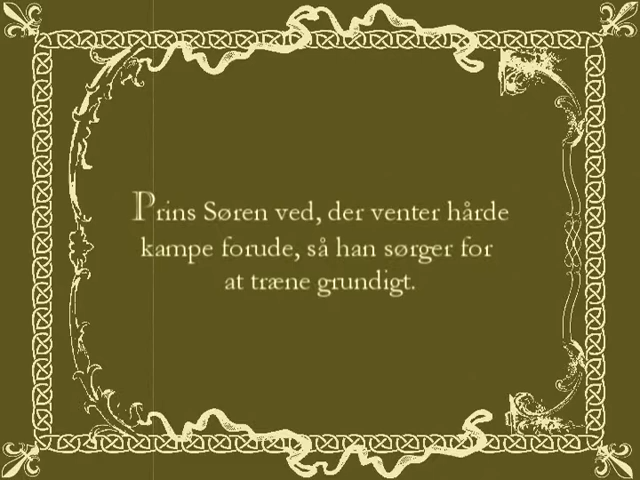 Prins Søren ved, der venter hårde
kampe forude, så han sørger for
at træne grundigt.